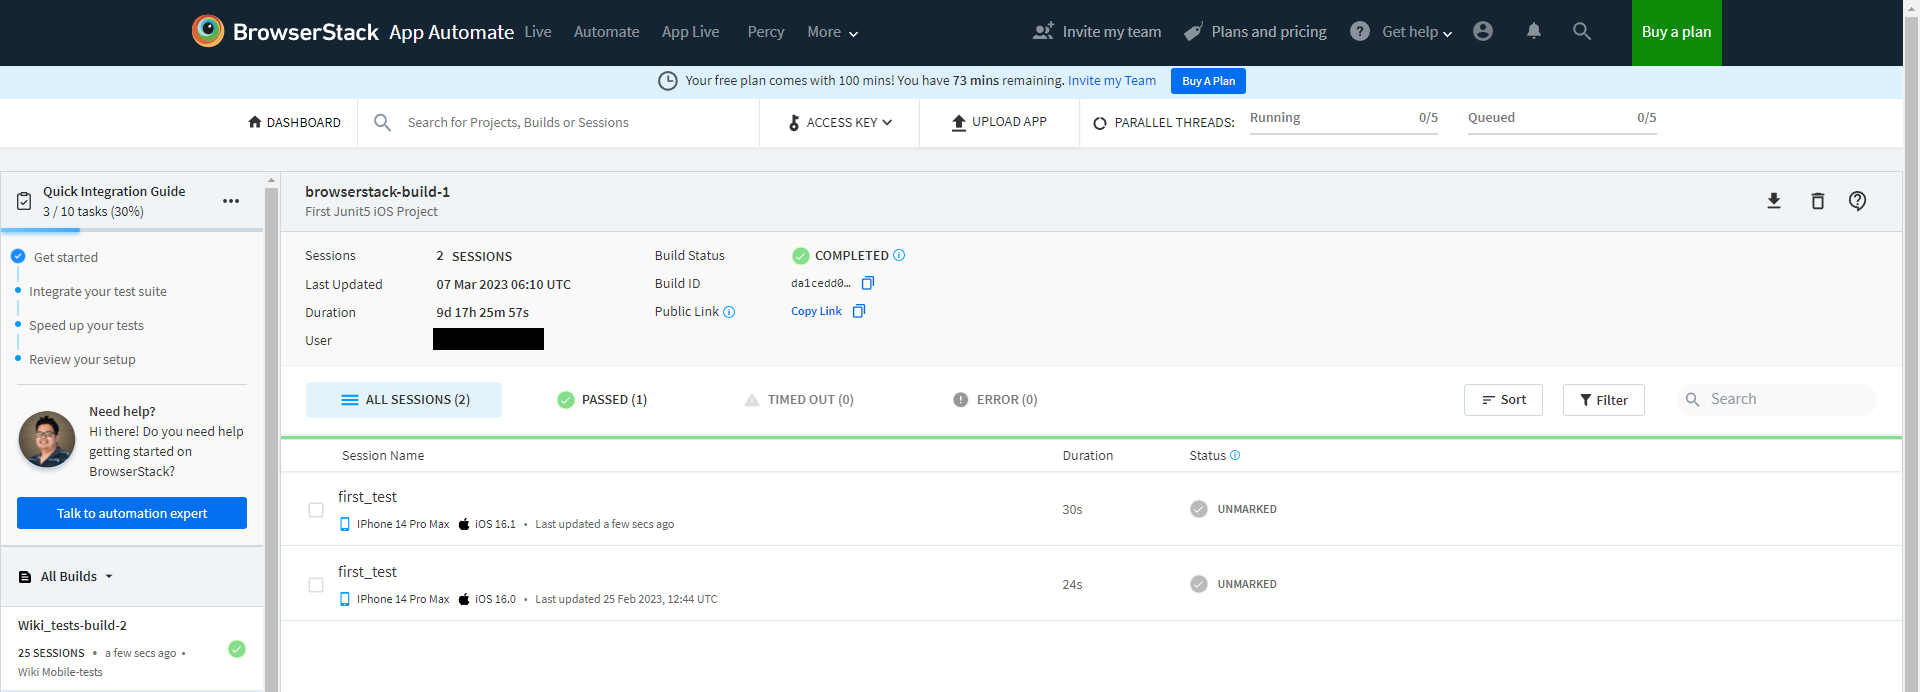 BrowserStack App Automate Live Automate App Live Percy More Invite my team Plans and pricing ? Get help Buy a plan
Your free plan comes with 100 mins! You have 73 mins remaining. Invite my Team Buy A Plan
DASHBOARD Search for Projects, Builds or Sessions ACCESS KEY UPLOAD APP PARALLEL THREADS: Running 0/5 Queued 0/5
Quick Integration Guide
3 / 10 tasks (30%)
Get started
Integrate your test suite
Speed up your tests
Review your setup
Need help?
Hi there! Do you need help
getting started on
BrowserStack?
Talk to automation expert
All Builds
Wiki_tests-build-2
25 SESSIONS • a few secs ago •
Wiki Mobile-tests
browserstack-build-1
First Junit5 iOS Project
Sessions 2 SESSIONS Build Status COMPLETED
Last Updated 07 Mar 2023 06:10 UTC Build ID da1cedd0…
Duration 9d 17h 25m 57s Public Link Copy Link
User
ALL SESSIONS (2) PASSED (1) TIMED OUT (0) ERROR (0) Sort Filter Search
Session Name Duration Status
first_test
IPhone 14 Pro Max iOS 16.1 • Last updated a few secs ago
30s UNMARKED
first_test
IPhone 14 Pro Max iOS 16.0 • Last updated 25 Feb 2023, 12:44 UTC
24s UNMARKED